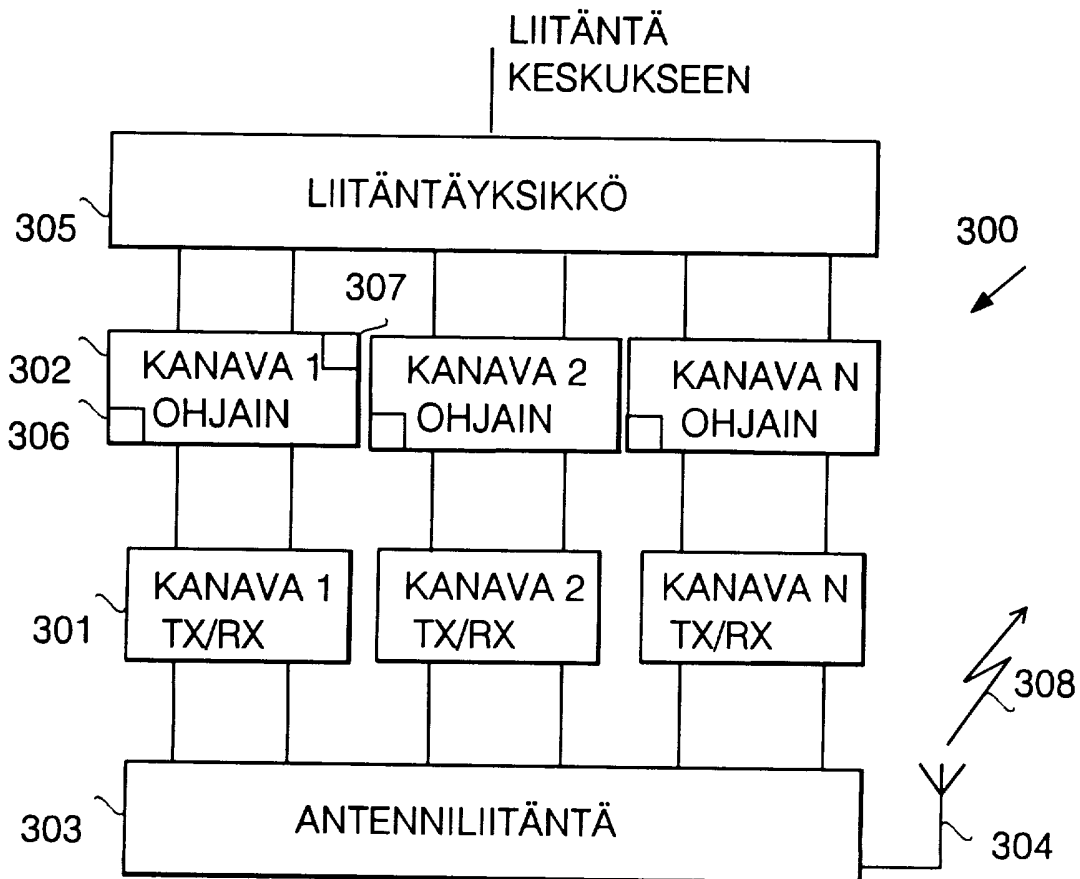 LIITÄNTÄ
KESKUKSEEN
LIITÄNTÄYKSIKKÖ
305
300
307
302
KANAVA 1
OHJAIN
KANAVA 2
OHJAIN
KANAVA N
OHJAIN
306
301
KANAVA 1
TX/RX
KANAVA 2
TX/RX
KANAVA N
TX/RX
308
303
ANTENNILIITÄNTÄ
304